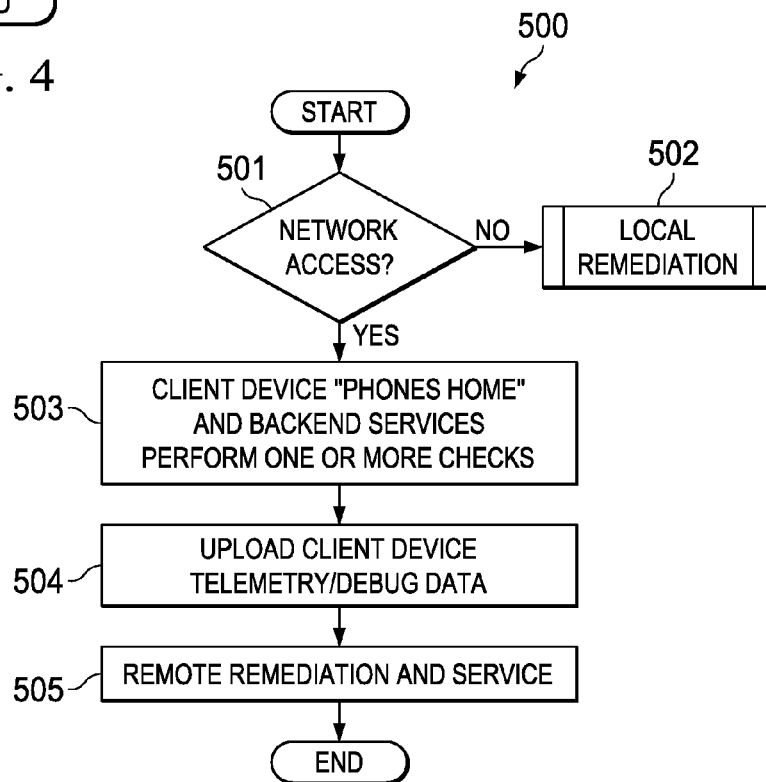 . 4
500
START
501
502
NETWORK
ACCESS?
NO
LOCAL
REMEDIATION
YES
503
CLIENT DEVICE "PHONES HOME"
AND BACKEND SERVICES
PERFORM ONE OR MORE CHECKS
504
UPLOAD CLIENT DEVICE
TELEMETRY/DEBUG DATA
505
REMOTE REMEDIATION AND SERVICE
END